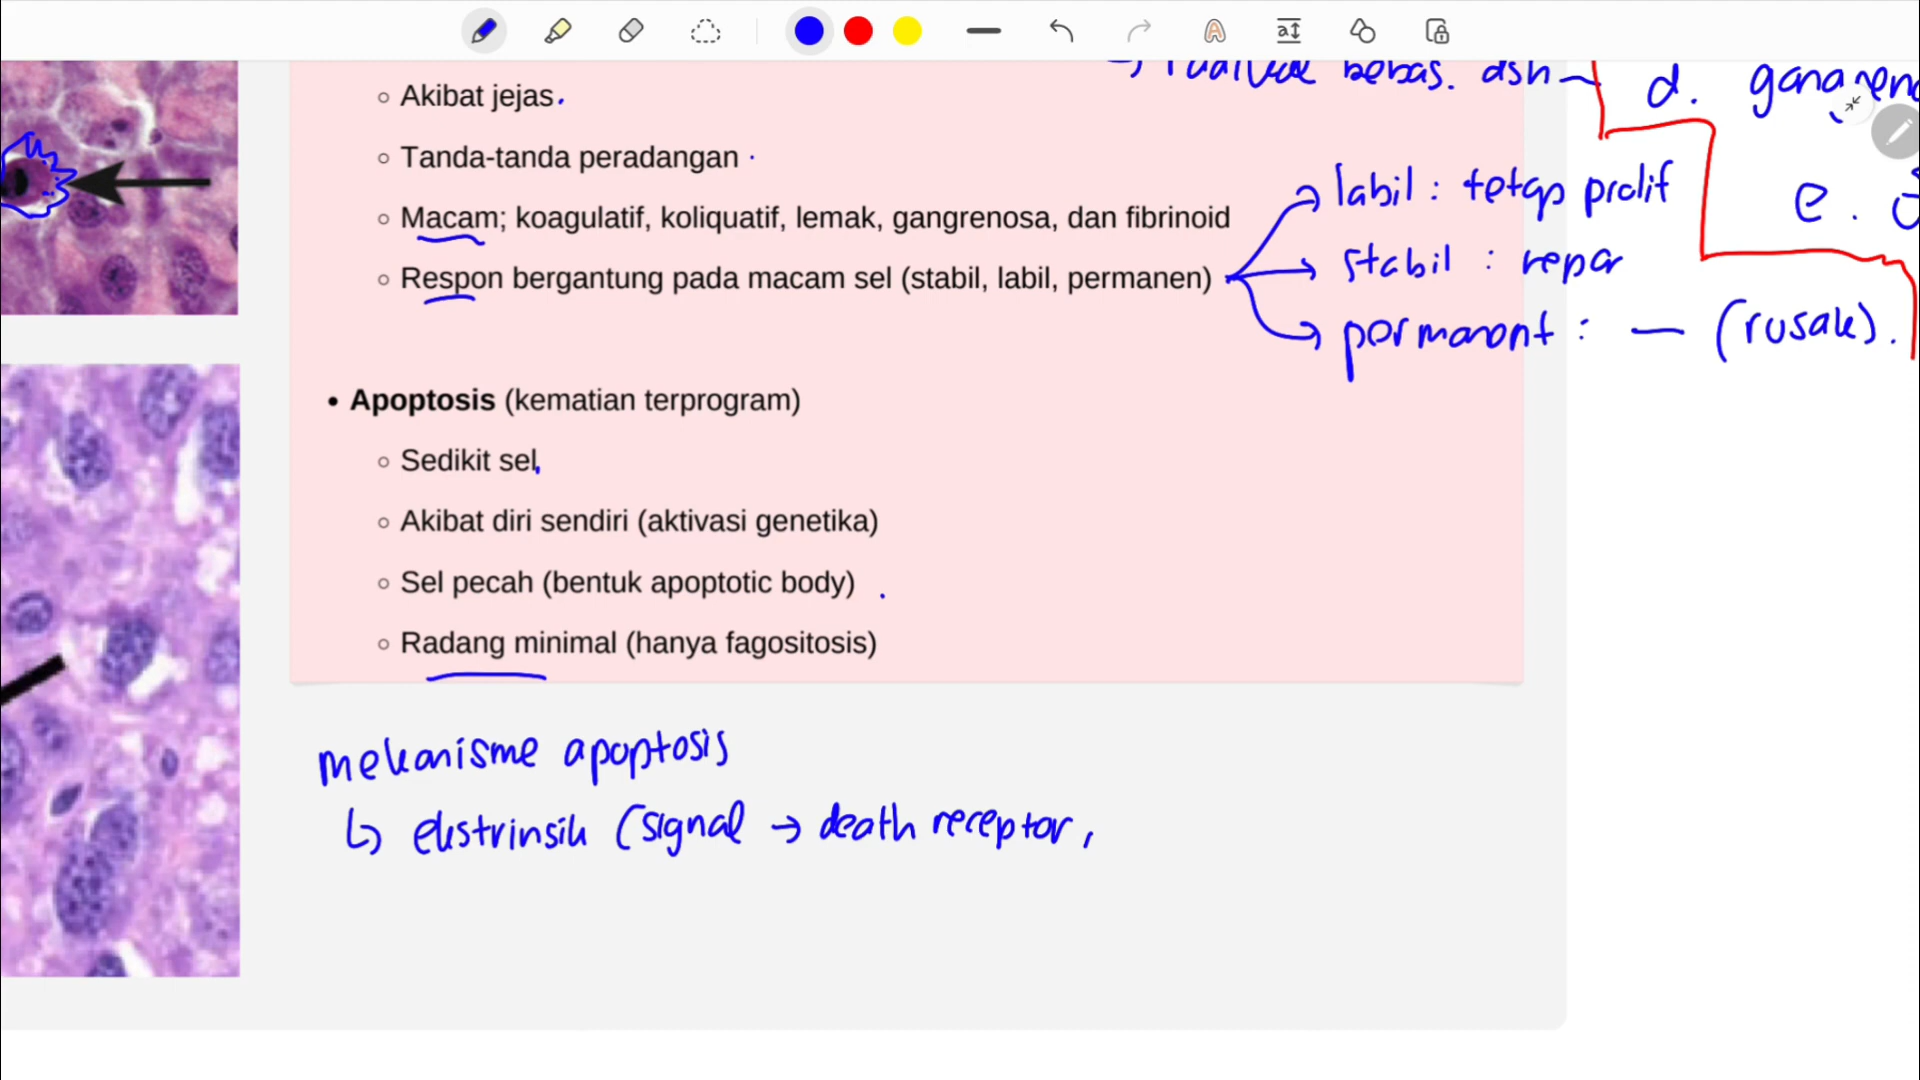 Akibat jejas.
Tanda-tanda peradangan
Macam; koagulatif, koliquatif, lemak, gangrenosa, dan fibrinoid
Respon bergantung pada macam sel (stabil, labil, permanen)
bebas. dsh
d.
e.
labil : tetap prolif
stabil : repar
permanent : — (rusak).
• Apoptosis (kematian terprogram)
Sedikit sel,
Akibat diri sendiri (aktivasi genetika)
Sel pecah (bentuk apoptotic body)
Radang minimal (hanya fagositosis)
mekanisme apoptosis
↳ ekstrinsik (signal → death receptor,